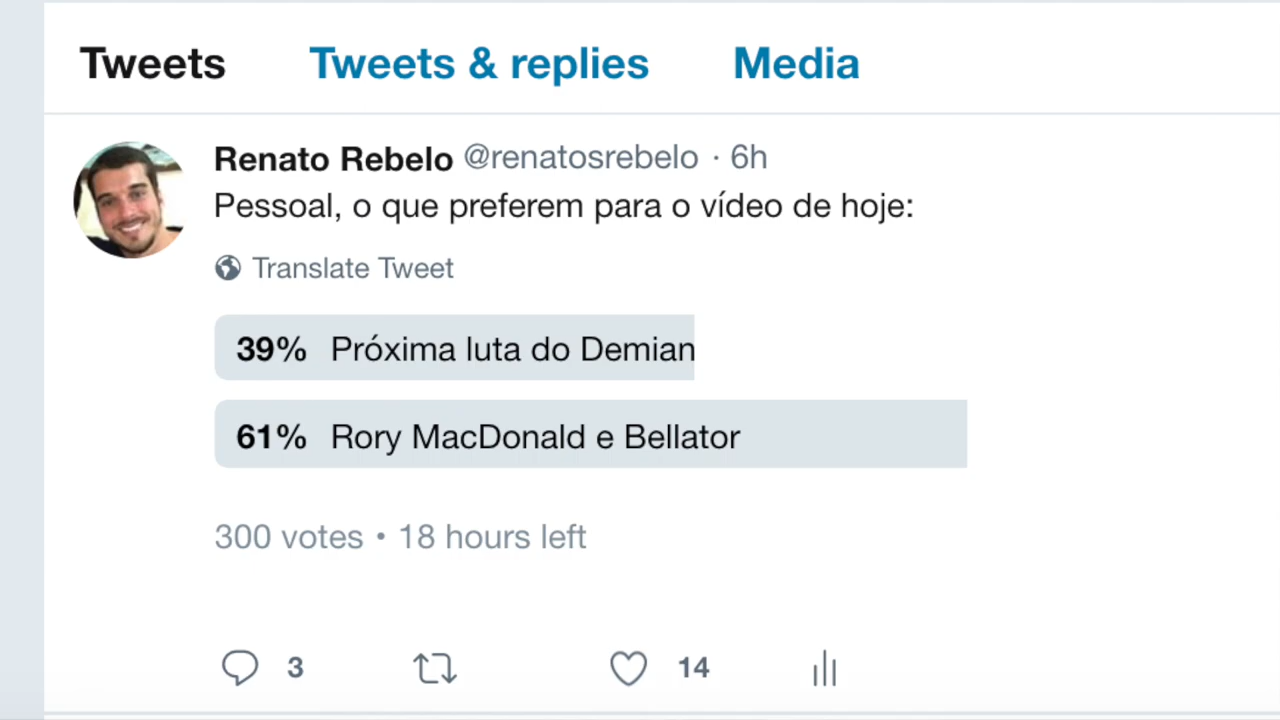 Tweets Tweets & replies Media
Renato Rebelo @renatosrebelo · 6h
Pessoal, o que preferem para o vídeo de hoje:
Translate Tweet
39% Próxima luta do Demian
61% Rory MacDonald e Bellator
300 votes • 18 hours left
3 14